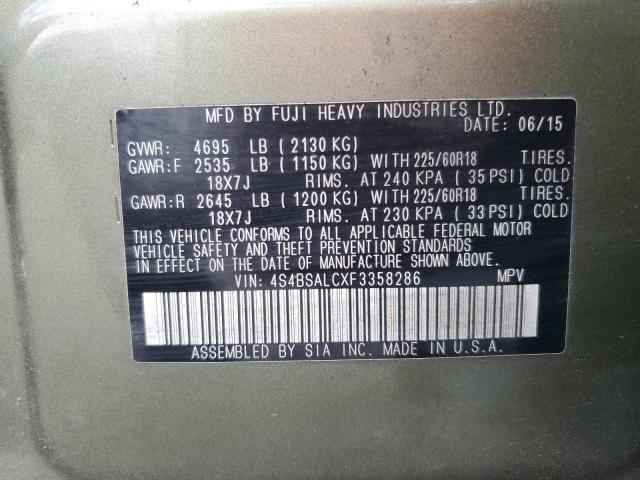 MFD BY FUJI HEAVY INDUSTRIES LTD.
DATE: 06/15
GVWR: 4695 LB ( 2130 KG)
GAWR:F 2535 LB ( 1150 KG) WITH 225/60R18 TIRES.
18X7J RIMS. AT 240 KPA ( 35 PSI) COLD
GAWR:R 2645 LB ( 1200 KG) WITH 225/60R18 TIRES.
18X7J RIMS. AT 230 KPA ( 33 PSI) COLD
THIS VEHICLE CONFORMS TO ALL APPLICABLE FEDERAL MOTOR
VEHICLE SAFETY AND THEFT PREVENTION STANDARDS
IN EFFECT ON THE DATE OF MANUFACTURE SHOWN ABOVE.
VIN: 4S4BSALCXF3358286 MPV
ASSEMBLED BY SIA INC. MADE IN U.S.A.